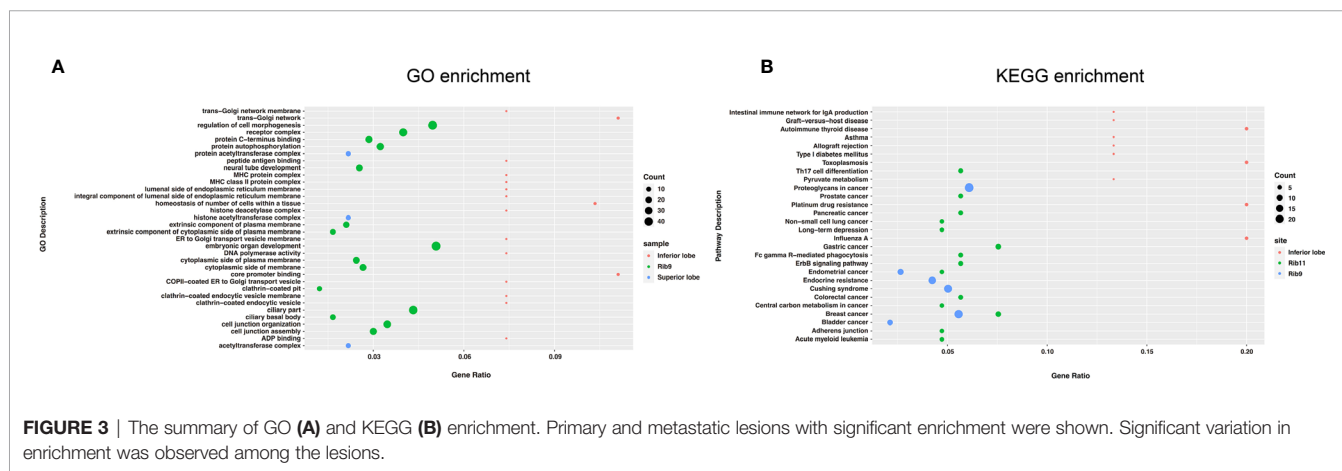 A
GO enrichment
GO Description
trans−Golgi network membrane
trans−Golgi network
regulation of cell morphogenesis
receptor complex
protein C−terminus binding
protein autophosphorylation
protein acetyltransferase complex
peptide antigen binding
neural tube development
MHC protein complex
MHC class II protein complex
lumenal side of endoplasmic reticulum membrane
integral component of lumenal side of endoplasmic reticulum membrane
homeostasis of number of cells within a tissue
histone deacetylase complex
histone acetyltransferase complex
extrinsic component of plasma membrane
extrinsic component of cytoplasmic side of plasma membrane
ER to Golgi transport vesicle membrane
embryonic organ development
DNA polymerase activity
cytoplasmic side of plasma membrane
cytoplasmic side of membrane
core promoter binding
COPII−coated ER to Golgi transport vesicle
clathrin−coated pit
clathrin−coated endocytic vesicle membrane
clathrin−coated endocytic vesicle
ciliary part
ciliary basal body
cell junction organization
cell junction assembly
ADP binding
acetyltransferase complex
0.03 0.06 0.09
Gene Ratio
Count
10
20
30
40
sample
Inferior lobe
Rib9
Superior lobe
B
KEGG enrichment
Pathway Description
Intestinal immune network for IgA production
Graft−versus−host disease
Autoimmune thyroid disease
Asthma
Allograft rejection
Type I diabetes mellitus
Toxoplasmosis
Th17 cell differentiation
Pyruvate metabolism
Proteoglycans in cancer
Prostate cancer
Platinum drug resistance
Pancreatic cancer
Non−small cell lung cancer
Long−term depression
Influenza A
Gastric cancer
Fc gamma R−mediated phagocytosis
ErbB signaling pathway
Endometrial cancer
Endocrine resistance
Cushing syndrome
Colorectal cancer
Central carbon metabolism in cancer
Breast cancer
Bladder cancer
Adherens junction
Acute myeloid leukemia
0.05 0.10 0.15 0.20
Gene Ratio
Count
5
10
15
20
site
Inferior lobe
Rib11
Rib9
FIGURE 3 | The summary of GO (A) and KEGG (B) enrichment. Primary and metastatic lesions with significant enrichment were shown. Significant variation in
enrichment was observed among the lesions.